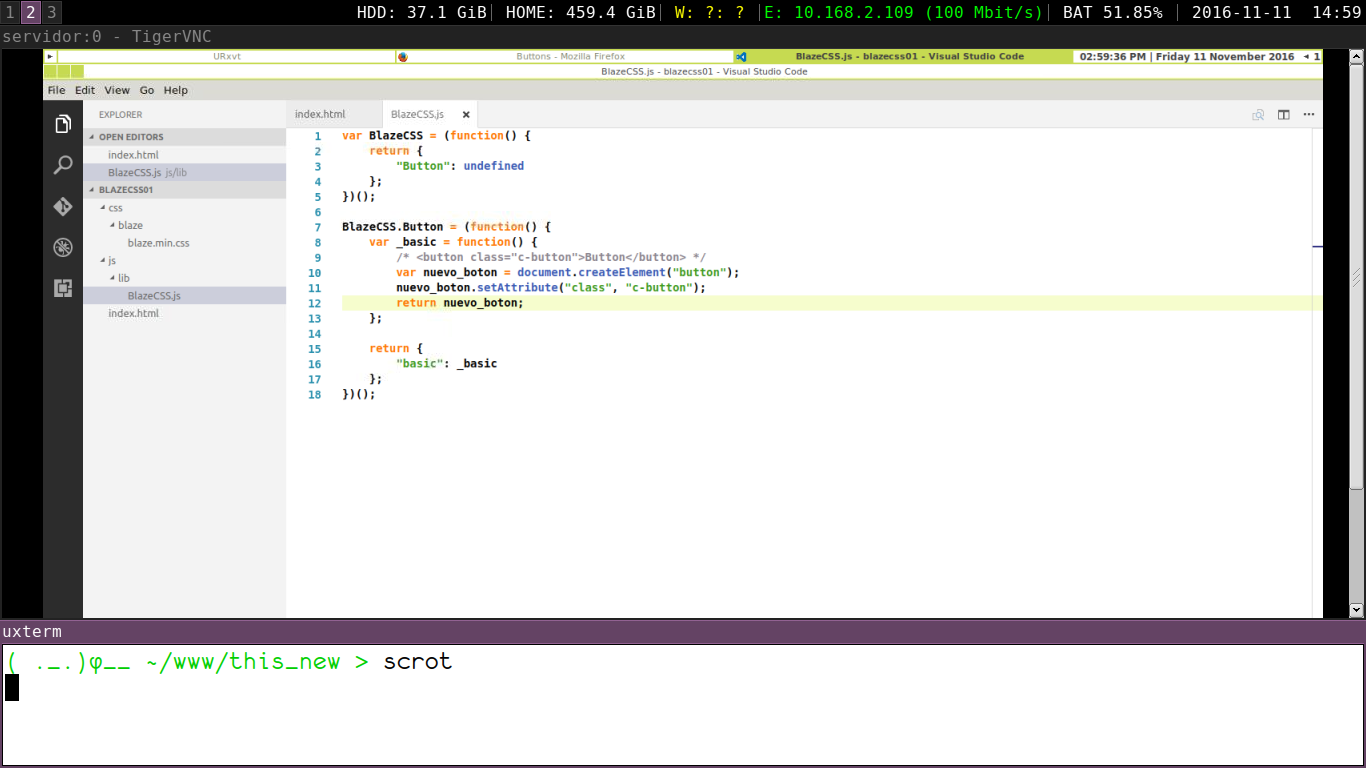 1 2 3 HDD: 37.1 GiB| HOME: 459.4 GiB| W: ?: ? |E: 10.168.2.109 (100 Mbit/s)| BAT 51.85% | 2016-11-11 14:59
servidor:0 - TigerVNC
URxvt Buttons - Mozilla Firefox BlazeCSS.js - blazecss01 - Visual Studio Code 02:59:36 PM | Friday 11 November 2016 1
BlazeCSS.js - blazecss01 - Visual Studio Code
File Edit View Go Help
EXPLORER
OPEN EDITORS
index.html
BlazeCSS.js js/lib
BLAZECSS01
css
blaze
blaze.min.css
js
lib
BlazeCSS.js
index.html
index.html BlazeCSS.js
1 var BlazeCSS = (function() {
2     return {
3         "Button": undefined
4     };
5 })();
6
7 BlazeCSS.Button = (function() {
8     var _basic = function() {
9         /* <button class="c-button">Button</button> */
10         var nuevo_boton = document.createElement("button");
11         nuevo_boton.setAttribute("class", "c-button");
12         return nuevo_boton;
13     };
14
15     return {
16         "basic": _basic
17     };
18 })();
uxterm
( ._.)φ__ ~/www/this_new > scrot